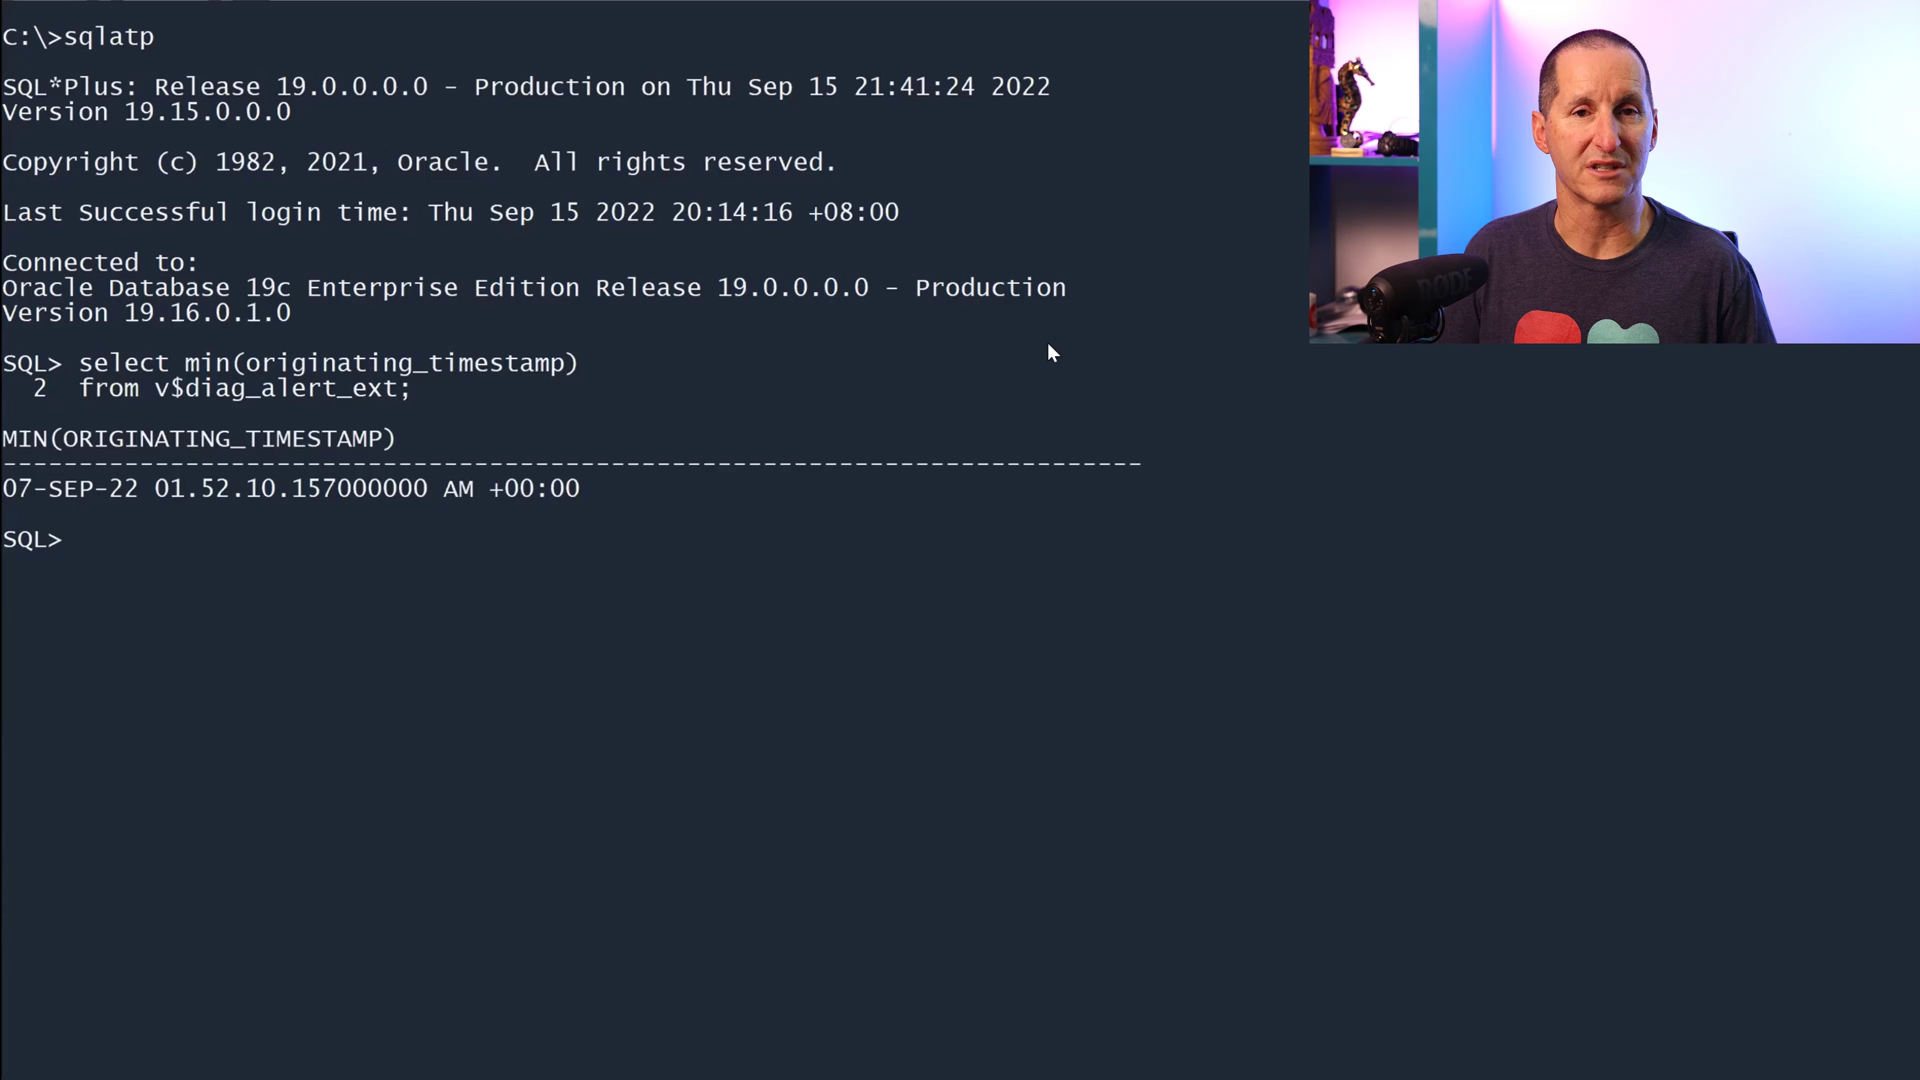 C:\>sqlatp
SQL*Plus: Release 19.0.0.0.0 - Production on Thu Sep 15 21:41:24 2022
Version 19.15.0.0.0
Copyright (c) 1982, 2021, Oracle.  All rights reserved.
Last Successful login time: Thu Sep 15 2022 20:14:16 +08:00
Connected to:
Oracle Database 19c Enterprise Edition Release 19.0.0.0.0 - Production
Version 19.16.0.1.0
SQL> select min(originating_timestamp)
  2  from v$diag_alert_ext;
MIN(ORIGINATING_TIMESTAMP)
---------------------------------------------------------------------------
07-SEP-22 01.52.10.157000000 AM +00:00
SQL>
RØDE